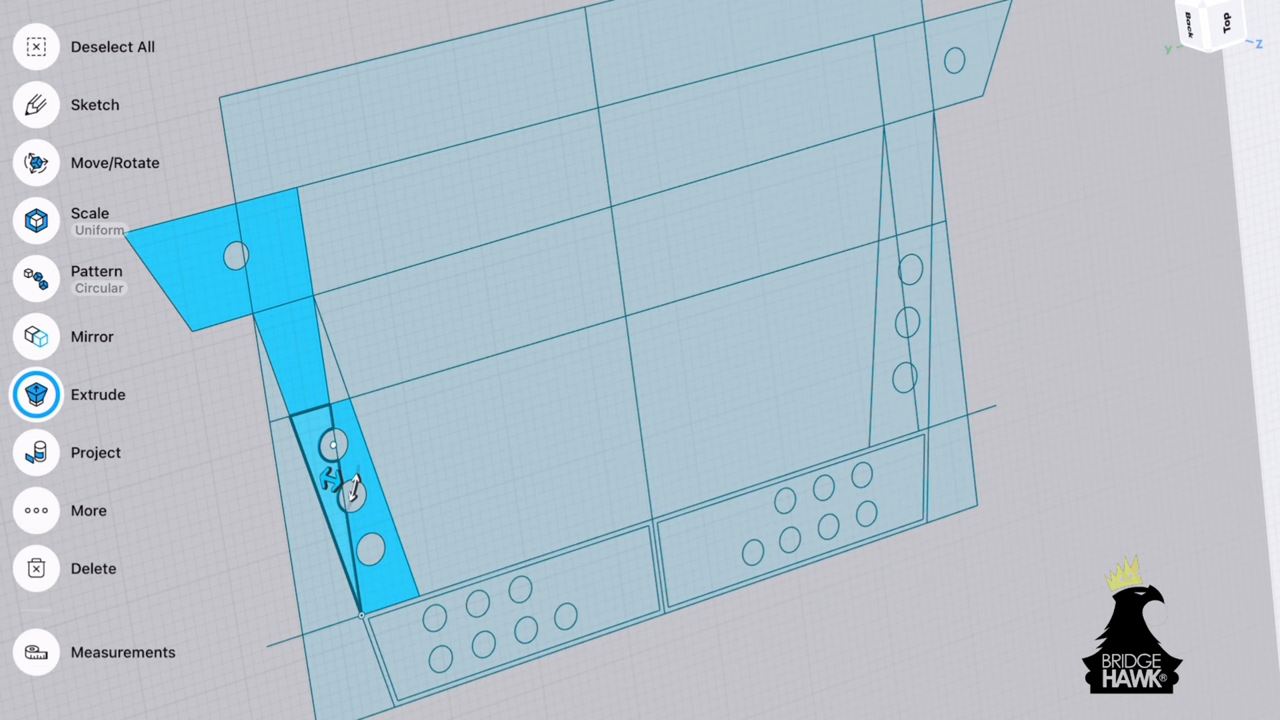 Deselect All
Sketch
Move/Rotate
Scale
Uniform
Pattern
Circular
Mirror
Extrude
Project
More
Delete
Measurements
Back
Top
y
Z
BRIDGE
HAWK®